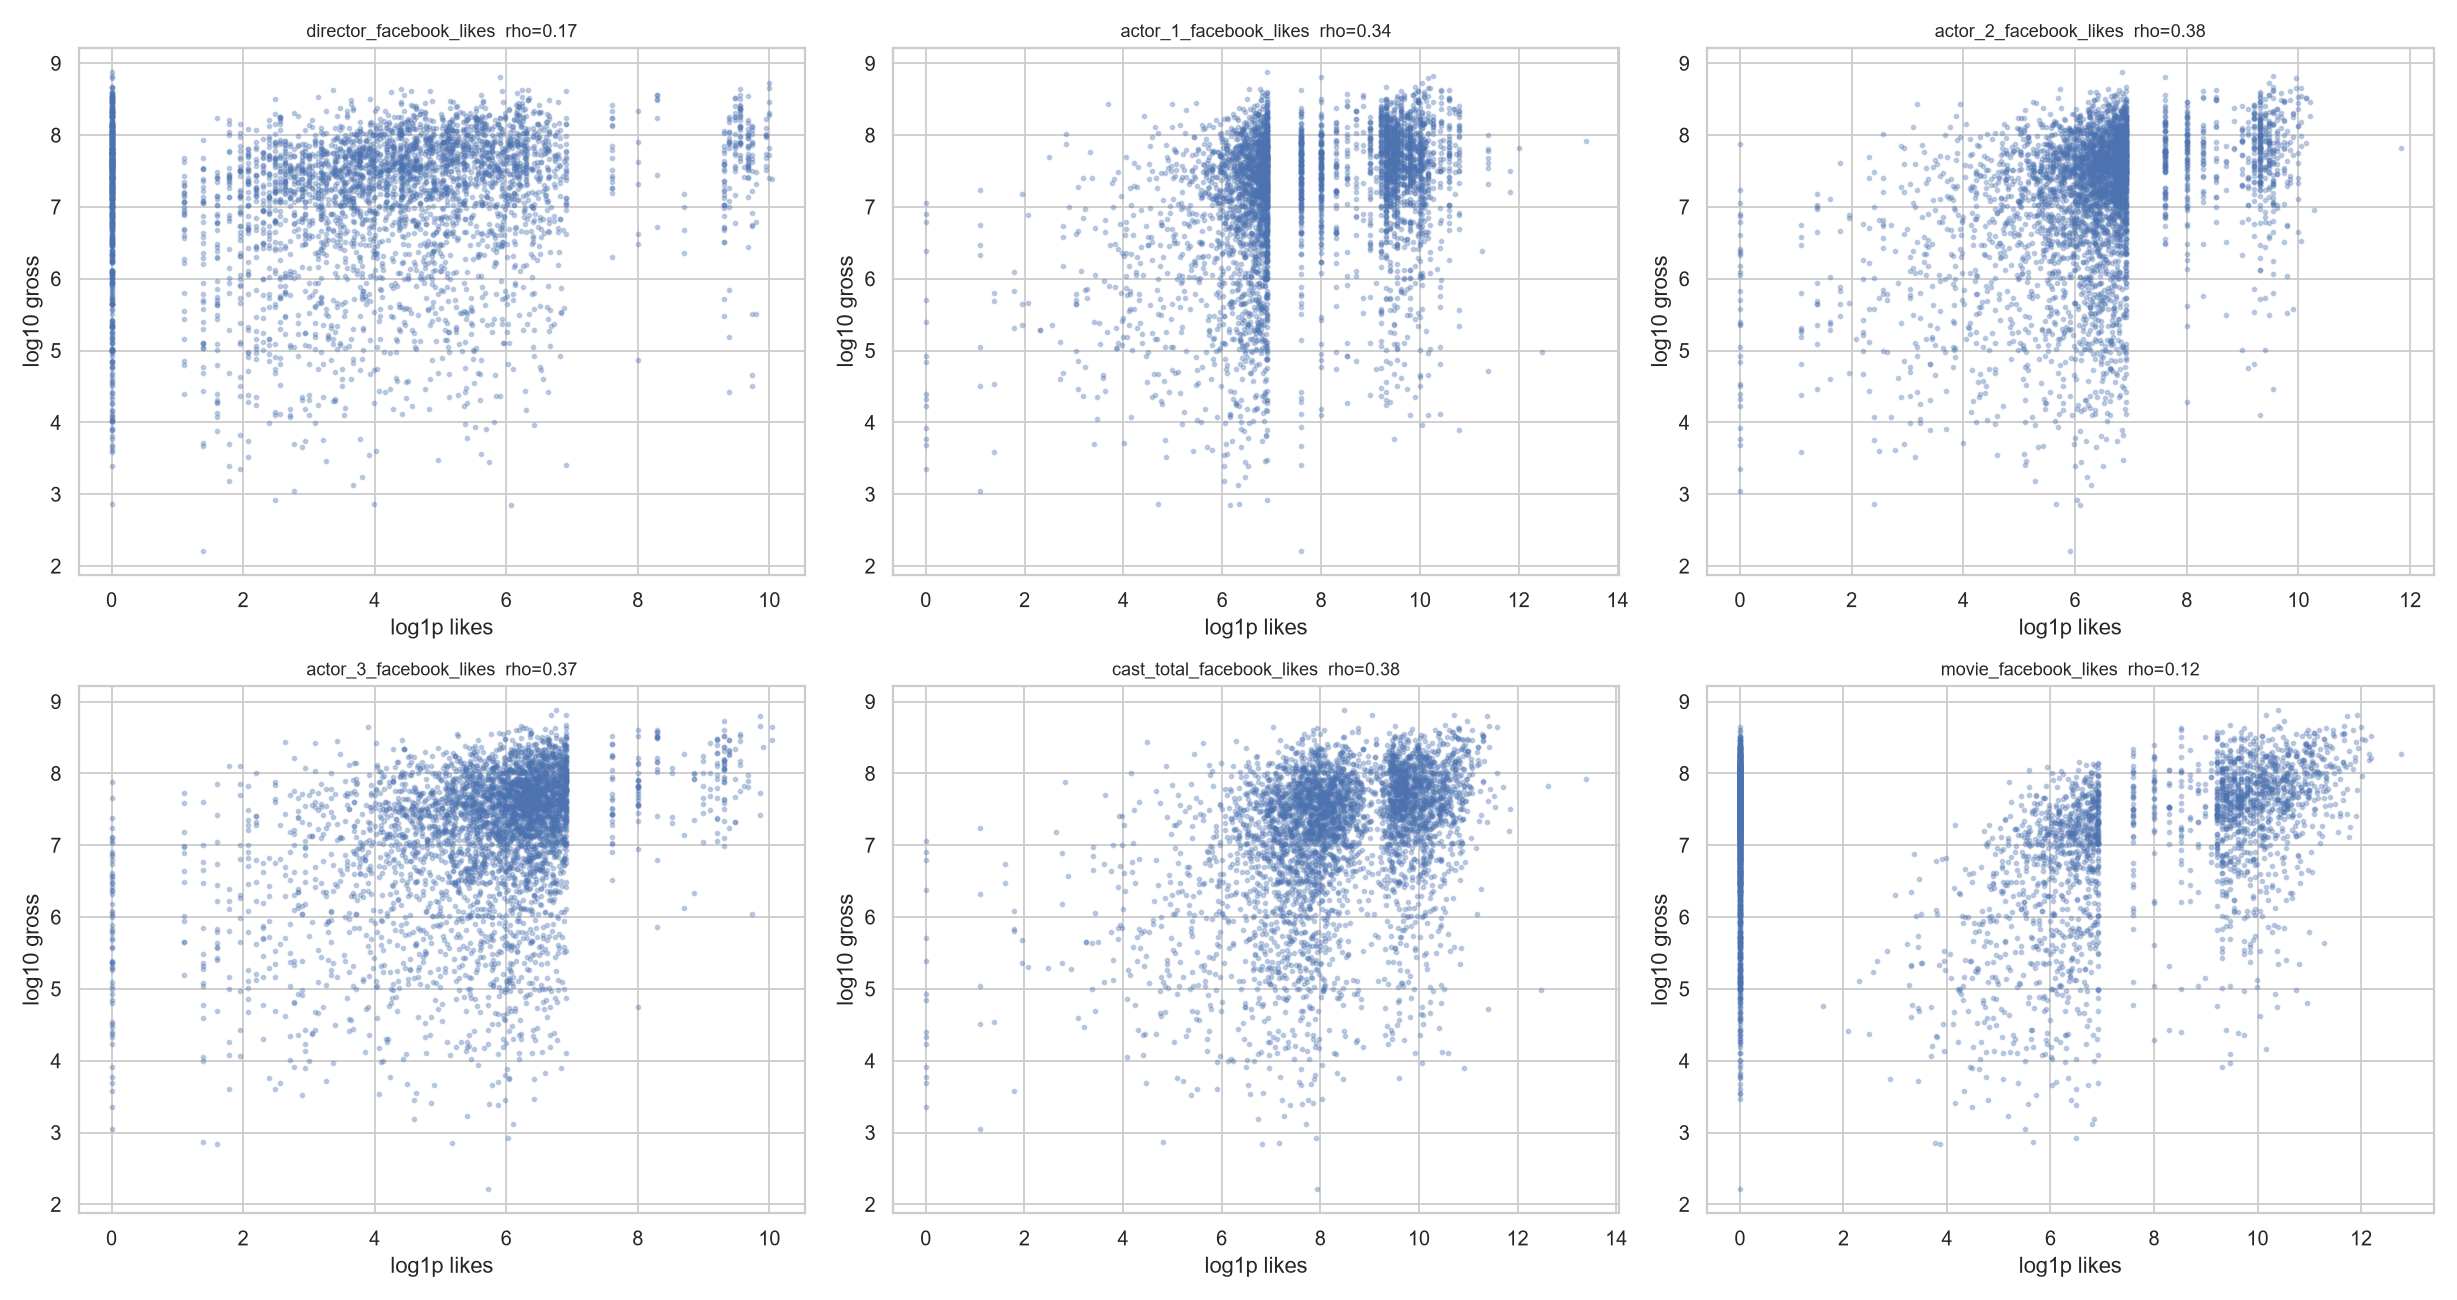 director_facebook_likes  rho=0.17
9
8
7
6
5
4
3
2
log10 gross
0 2 4 6 8 10
log1p likes
actor_1_facebook_likes  rho=0.34
9
8
7
6
5
4
3
2
log10 gross
0 2 4 6 8 10 12 14
log1p likes
actor_2_facebook_likes  rho=0.38
9
8
7
6
5
4
3
2
log10 gross
0 2 4 6 8 10 12
log1p likes
actor_3_facebook_likes  rho=0.37
9
8
7
6
5
4
3
2
log10 gross
0 2 4 6 8 10
log1p likes
cast_total_facebook_likes  rho=0.38
9
8
7
6
5
4
3
2
log10 gross
0 2 4 6 8 10 12 14
log1p likes
movie_facebook_likes  rho=0.12
9
8
7
6
5
4
3
2
log10 gross
0 2 4 6 8 10 12
log1p likes